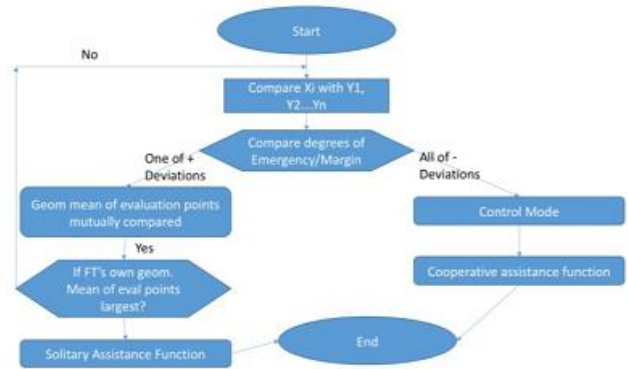 Start
No
Compare Xi with Y1,
Y2....Yn
Compare degrees of
Emergency/Margin
One of +
Deviations
All of -
Deviations
Geom mean of evaluation points
mutually compared
Control Mode
Yes
If FT's own geom.
Mean of eval points
largest?
Cooperative assistance function
Solitary Assistance Function
End